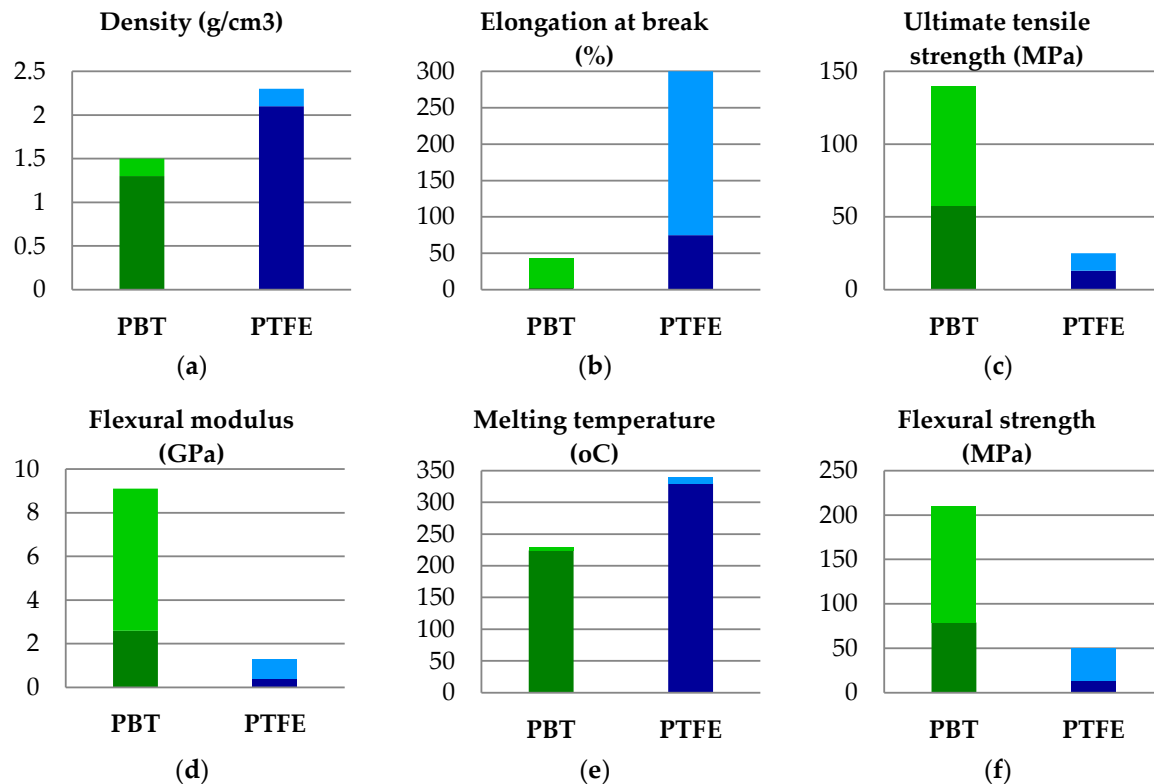 Density (g/cm3)
2.5
2
1.5
1
0.5
0
PBT PTFE
(a)
Elongation at break
(%)
300
250
200
150
100
50
0
PBT PTFE
(b)
Ultimate tensile
strength (MPa)
150
100
50
0
PBT PTFE
(c)
Flexural modulus
(GPa)
10
8
6
4
2
0
PBT PTFE
(d)
Melting temperature
(oC)
350
300
250
200
150
100
50
0
PBT PTFE
(e)
Flexural strength
(MPa)
250
200
150
100
50
0
PBT PTFE
(f)